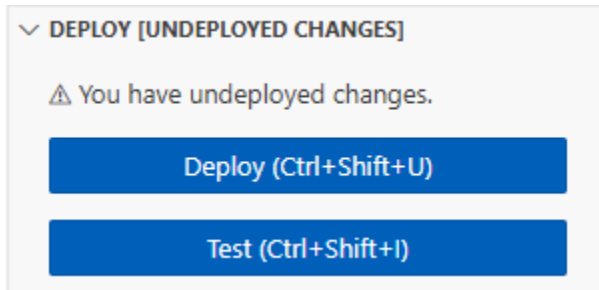 DEPLOY [UNDEPLOYED CHANGES]
You have undeployed changes.
Deploy (Ctrl+Shift+U)
Test (Ctrl+Shift+I)